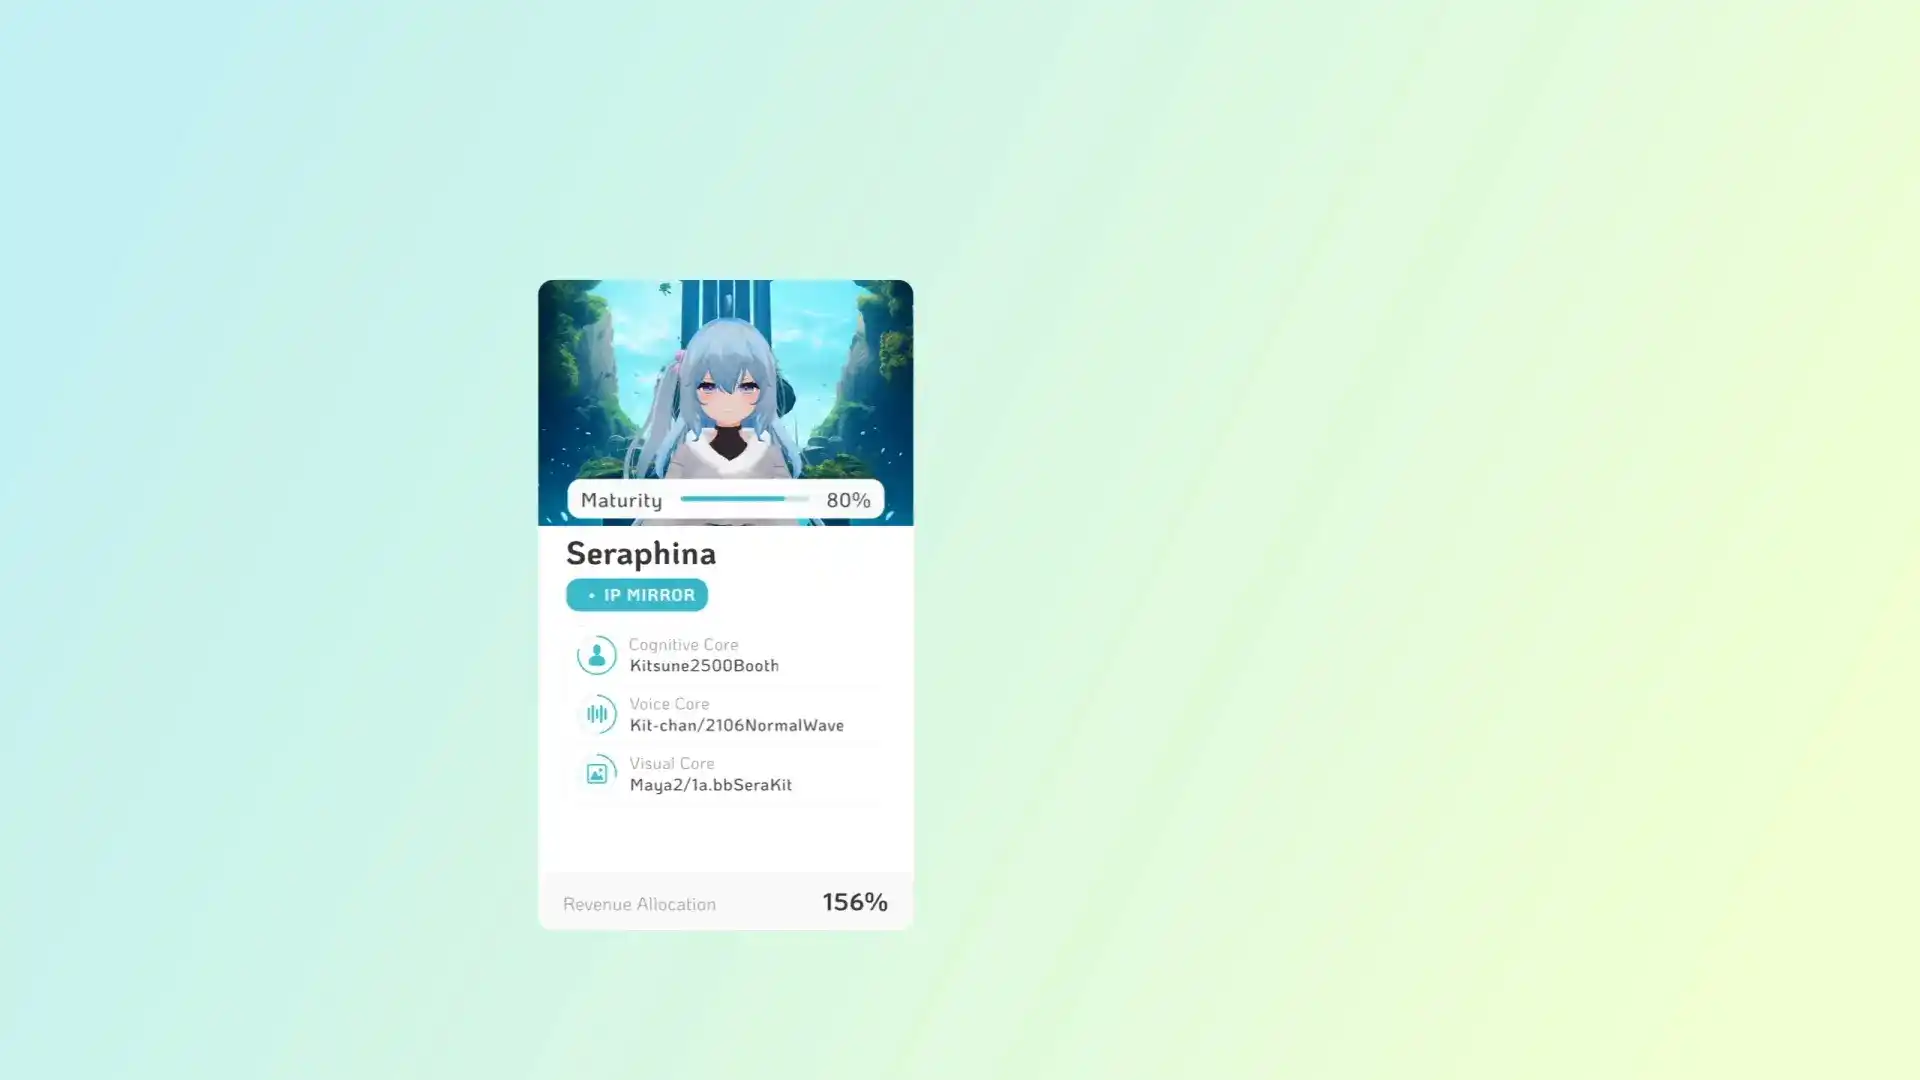 Maturity 80%
Seraphina
• IP MIRROR
Cognitive Core
Kitsune2500Booth
Voice Core
Kit-chan/2106NormalWave
Visual Core
Maya2/1a.bbSeraKit
Revenue Allocation 156%